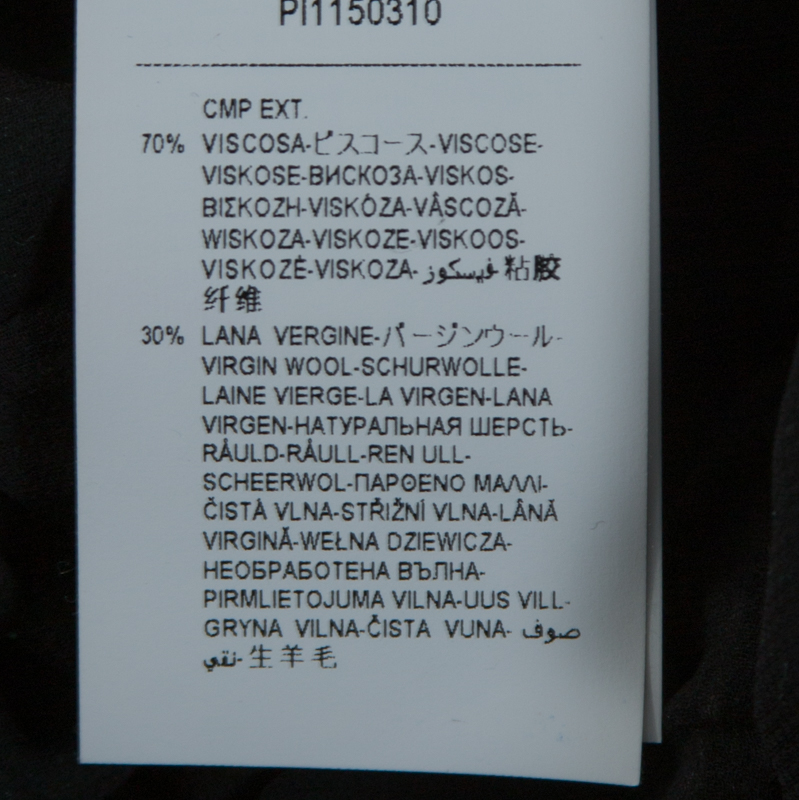 PI1150310
CMP EXT.
70% VISCOSA-ビスコース-VISCOSE-
VISKOSE-ВИСКОЗА-VISKOS-
ΒΙΣΚΟΖΗ-VISKÓZA-VÂSCOZĂ-
WISKOZA-VISKOZE-VISKOOS-
VISKOZĖ-VISKOZA-فيسكوز-粘胶
纤维
30% LANA VERGINE-バージンウール-
VIRGIN WOOL-SCHURWOLLE-
LAINE VIERGE-LA VIRGEN-LANA
VIRGEN-НАТУРАЛЬНАЯ ШЕРСТЬ-
RÅULD-RÅULL-REN ULL-
SCHEERWOL-ΠΑΡΘΕΝΟ ΜΑΛΛΙ-
ČISTÁ VLNA-STŘIŽNÍ VLNA-LÂNĂ
VIRGINĂ-WEŁNA DZIEWICZA-
НЕОБРАБОТЕНА ВЪЛНА-
PIRMLIETOJUMA VILNA-UUS VILL-
GRYNA VILNA-ČISTA VUNA-صوف
نقي-生羊毛